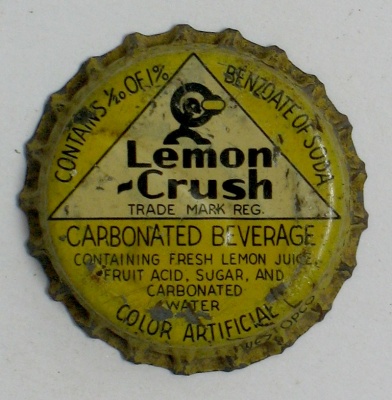 CONTAINS 1/20 OF 1% BENZOATE OF SODA
Lemon
-Crush
TRADE MARK REG.
CARBONATED BEVERAGE
CONTAINING FRESH LEMON JUICE,
FRUIT ACID, SUGAR, AND
CARBONATED
WATER
COLOR ARTIFICIAL